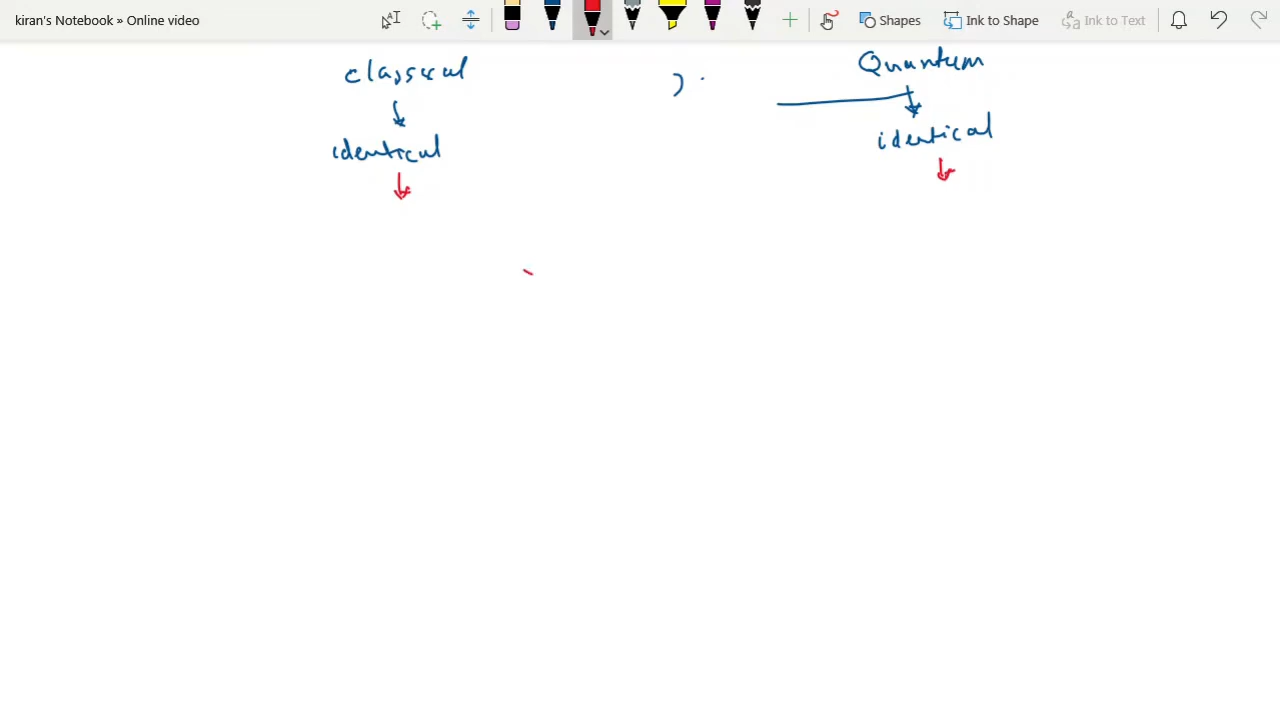 kiran's Notebook » Online video
Shapes
Ink to Shape
Ink to Text
classical
Quantum
identical
identical